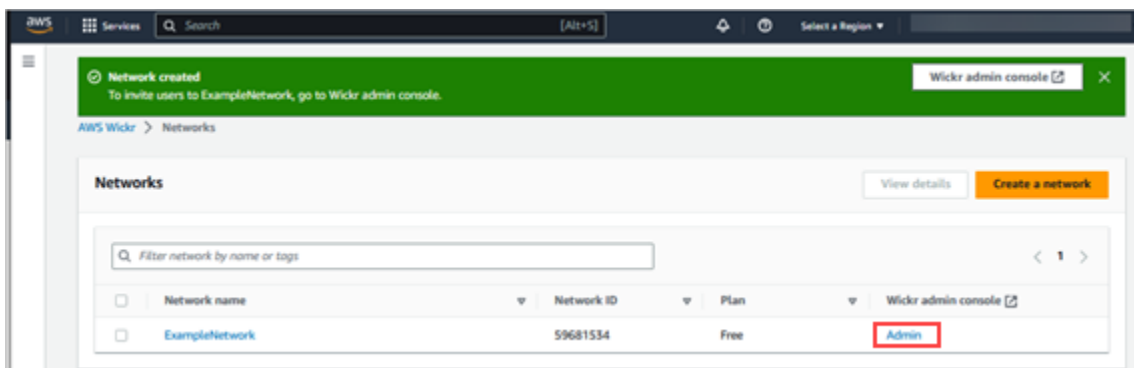 aws Services Search [Alt+S] Select a Region
Network created Wickr admin console
To invite users to ExampleNetwork, go to Wickr admin console.
AWS Wickr > Networks
Networks View details Create a network
Filter network by name or tags < 1 >
Network name Network ID Plan Wickr admin console
ExampleNetwork 59681534 Free Admin